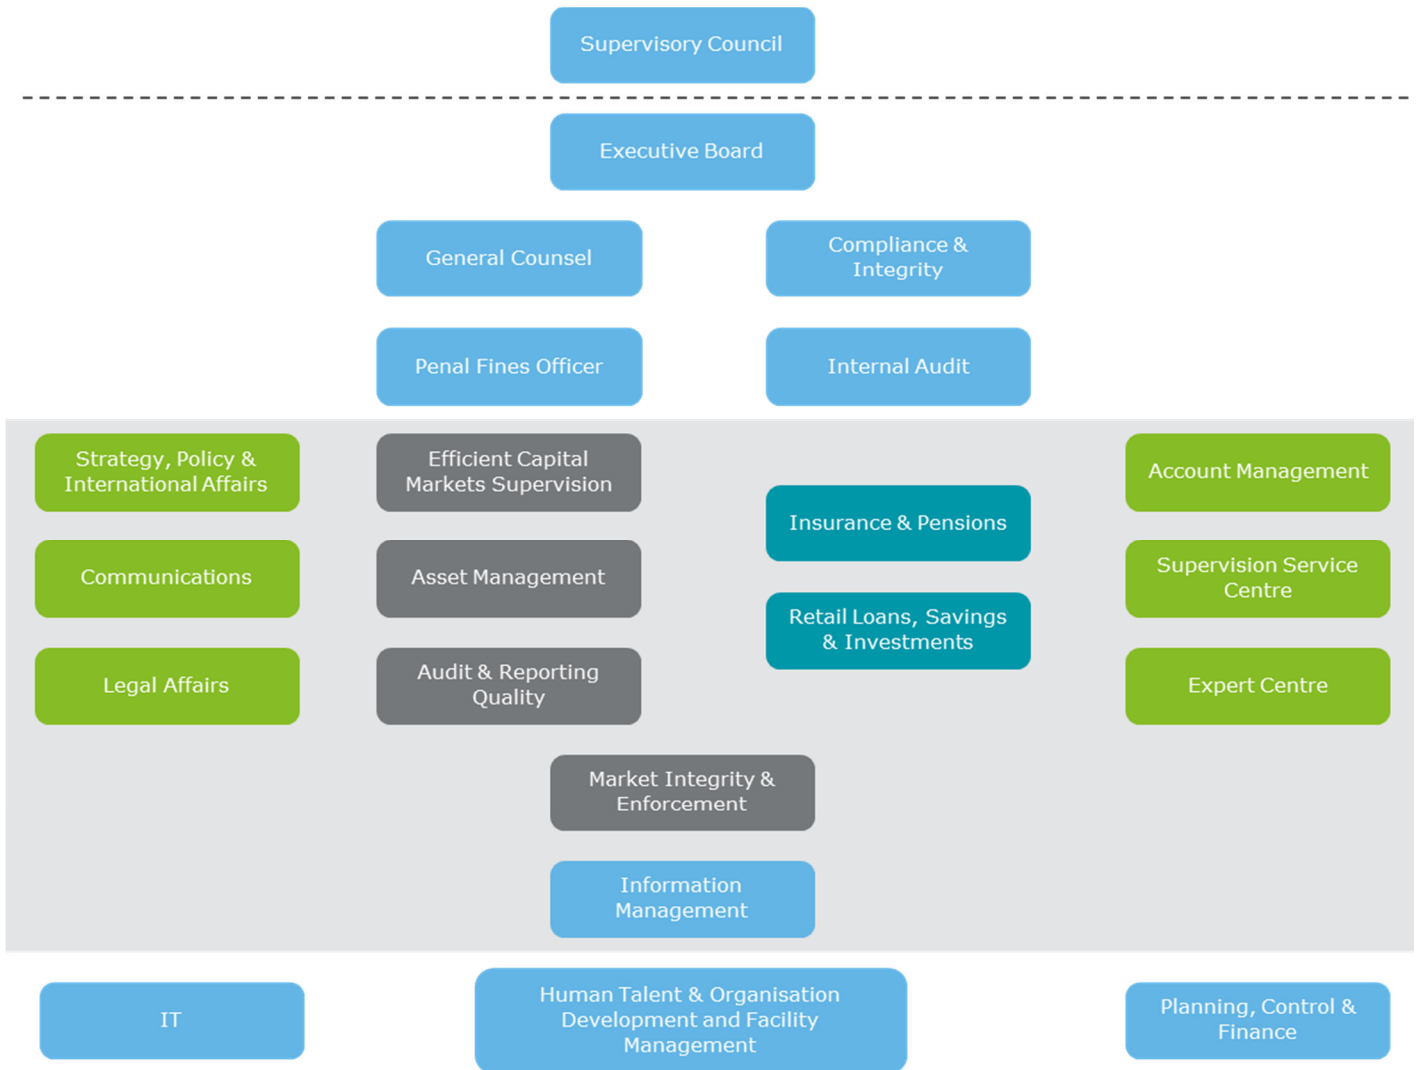 Supervisory Council
Executive Board
General Counsel
Compliance &
Integrity
Penal Fines Officer
Internal Audit
Strategy, Policy &
International Affairs
Efficient Capital
Markets Supervision
Account Management
Insurance & Pensions
Communications
Asset Management
Supervision Service
Centre
Retail Loans, Savings
& Investments
Legal Affairs
Audit & Reporting
Quality
Expert Centre
Market Integrity &
Enforcement
Information
Management
IT
Human Talent & Organisation
Development and Facility
Management
Planning, Control &
Finance